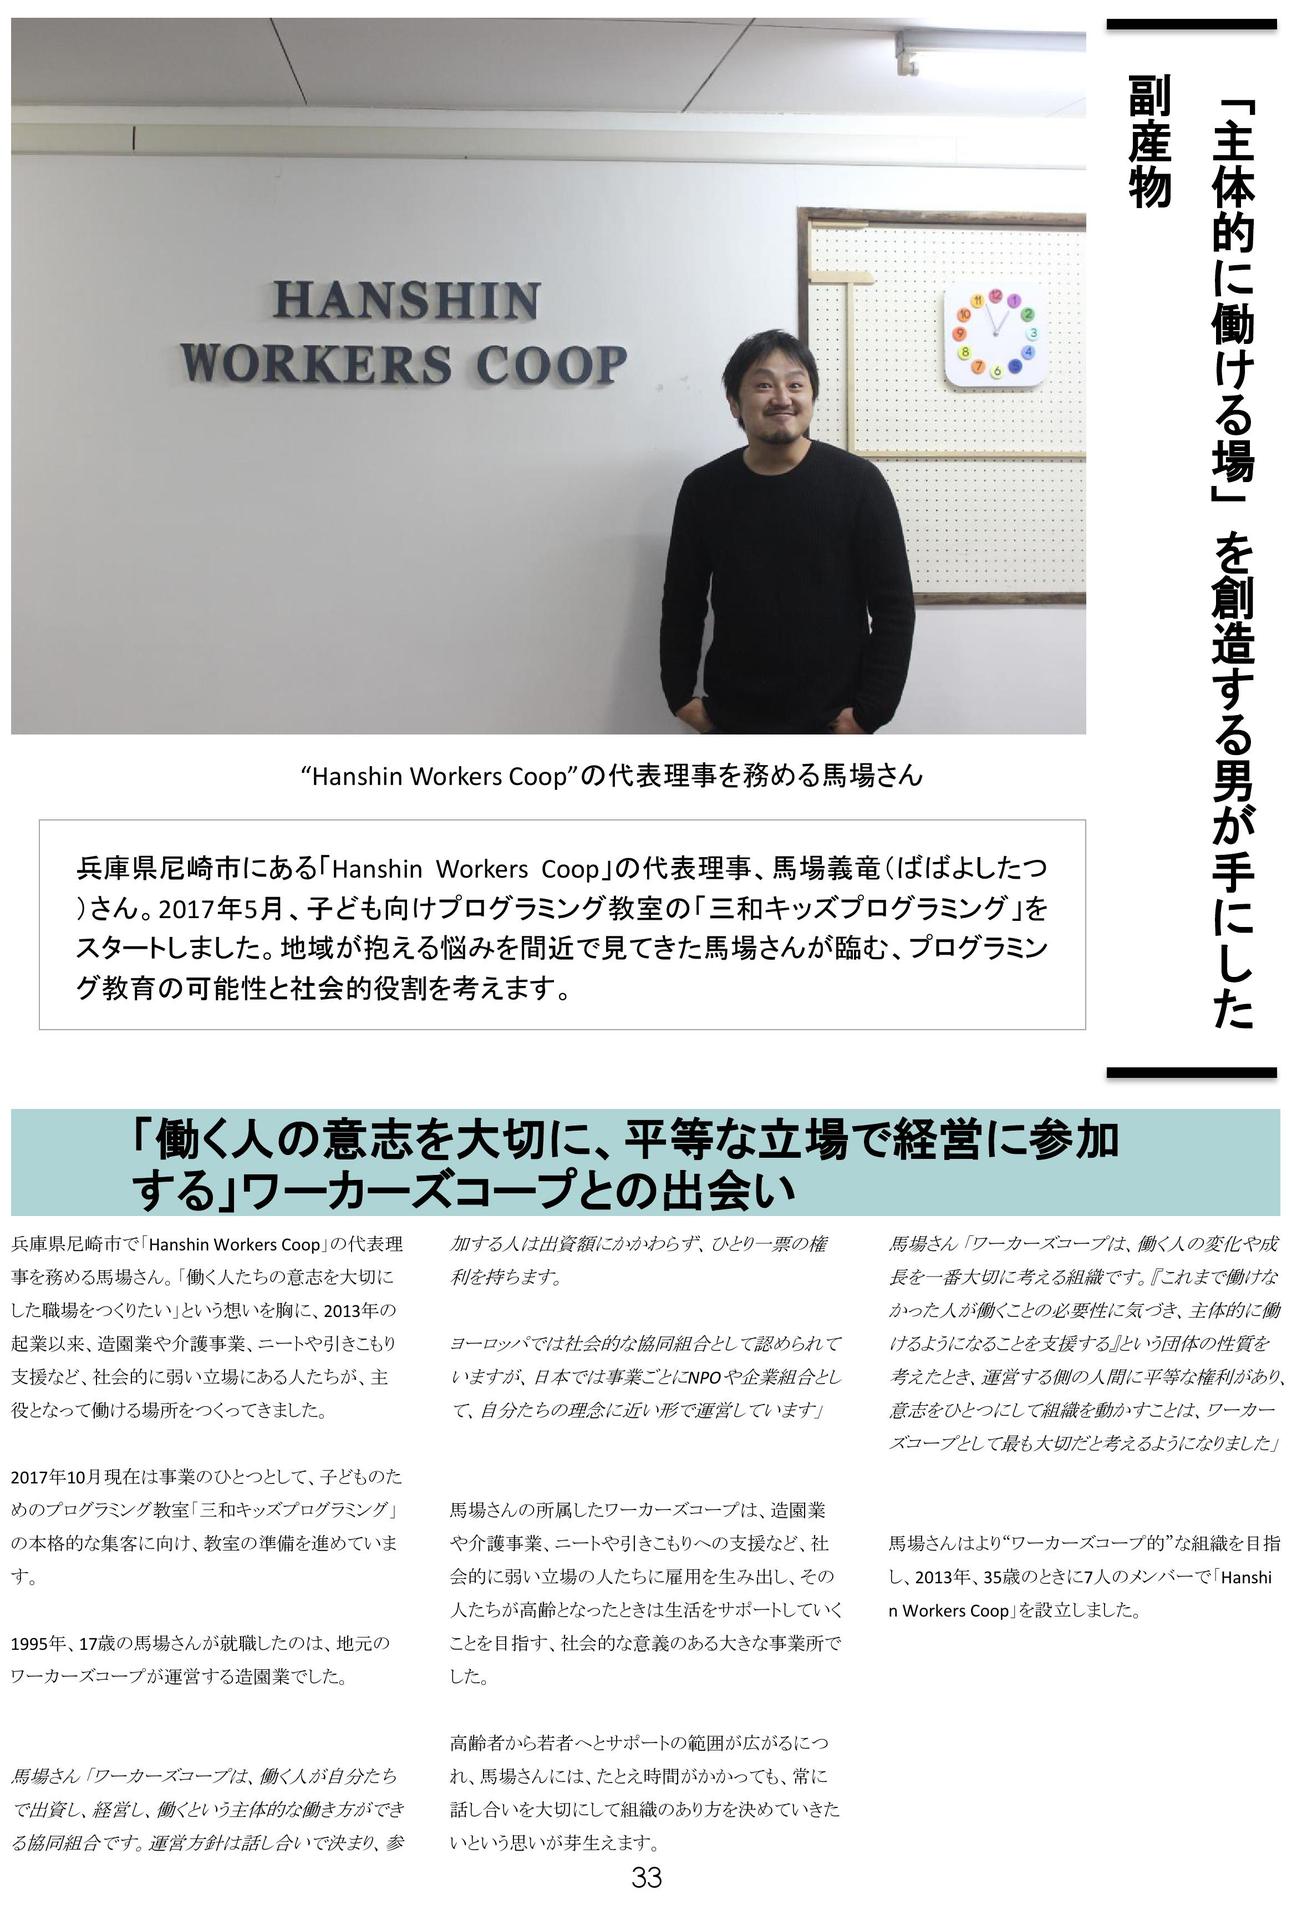 「主体的に働ける場」を創造する男が手にした
副産物
HANSHIN
WORKERS COOP
12
1
2
3
4
5
6
7
8
9
10
11
“Hanshin Workers Coop”の代表理事を務める馬場さん
兵庫県尼崎市にある「Hanshin Workers Coop」の代表理事、馬場義竜（ばばよしたつ
）さん。2017年5月、子ども向けプログラミング教室の「三和キッズプログラミング」を
スタートしました。地域が抱える悩みを間近で見てきた馬場さんが臨む、プログラミン
グ教育の可能性と社会的役割を考えます。
「働く人の意志を大切に、平等な立場で経営に参加
する」ワーカーズコープとの出会い
兵庫県尼崎市で「Hanshin Workers Coop」の代表理
事を務める馬場さん。「働く人たちの意志を大切に
した職場をつくりたい」という想いを胸に、2013年の
起業以来、造園業や介護事業、ニートや引きこもり
支援など、社会的に弱い立場にある人たちが、主
役となって働ける場所をつくってきました。
2017年10月現在は事業のひとつとして、子どものた
めのプログラミング教室「三和キッズプログラミング」
の本格的な集客に向け、教室の準備を進めていま
す。
1995年、17歳の馬場さんが就職したのは、地元の
ワーカーズコープが運営する造園業でした。
馬場さん「ワーカーズコープは、働く人が自分たち
で出資し、経営し、働くという主体的な働き方ができ
る協同組合です。運営方針は話し合いで決まり、参
加する人は出資額にかかわらず、ひとり一票の権
利を持ちます。
ヨーロッパでは社会的な協同組合として認められて
いますが、日本では事業ごとにNPOや企業組合とし
て、自分たちの理念に近い形で運営しています」
馬場さんの所属したワーカーズコープは、造園業
や介護事業、ニートや引きこもりへの支援など、社
会的に弱い立場の人たちに雇用を生み出し、その
人たちが高齢となったときは生活をサポートしていく
ことを目指す、社会的な意義のある大きな事業所で
した。
高齢者から若者へとサポートの範囲が広がるにつ
れ、馬場さんには、たとえ時間がかかっても、常に
話し合いを大切にして組織のあり方を決めていきた
いという思いが芽生えます。
馬場さん「ワーカーズコープは、働く人の変化や成
長を一番大切に考える組織です。『これまで働けな
かった人が働くことの必要性に気づき、主体的に働
けるようになることを支援する』という団体の性質を
考えたとき、運営する側の人間に平等な権利があり、
意志をひとつにして組織を動かすことは、ワーカー
ズコープとして最も大切だと考えるようになりました」
馬場さんはより“ワーカーズコープ的”な組織を目指
し、2013年、35歳のときに7人のメンバーで「Hanshi
n Workers Coop」を設立しました。
33